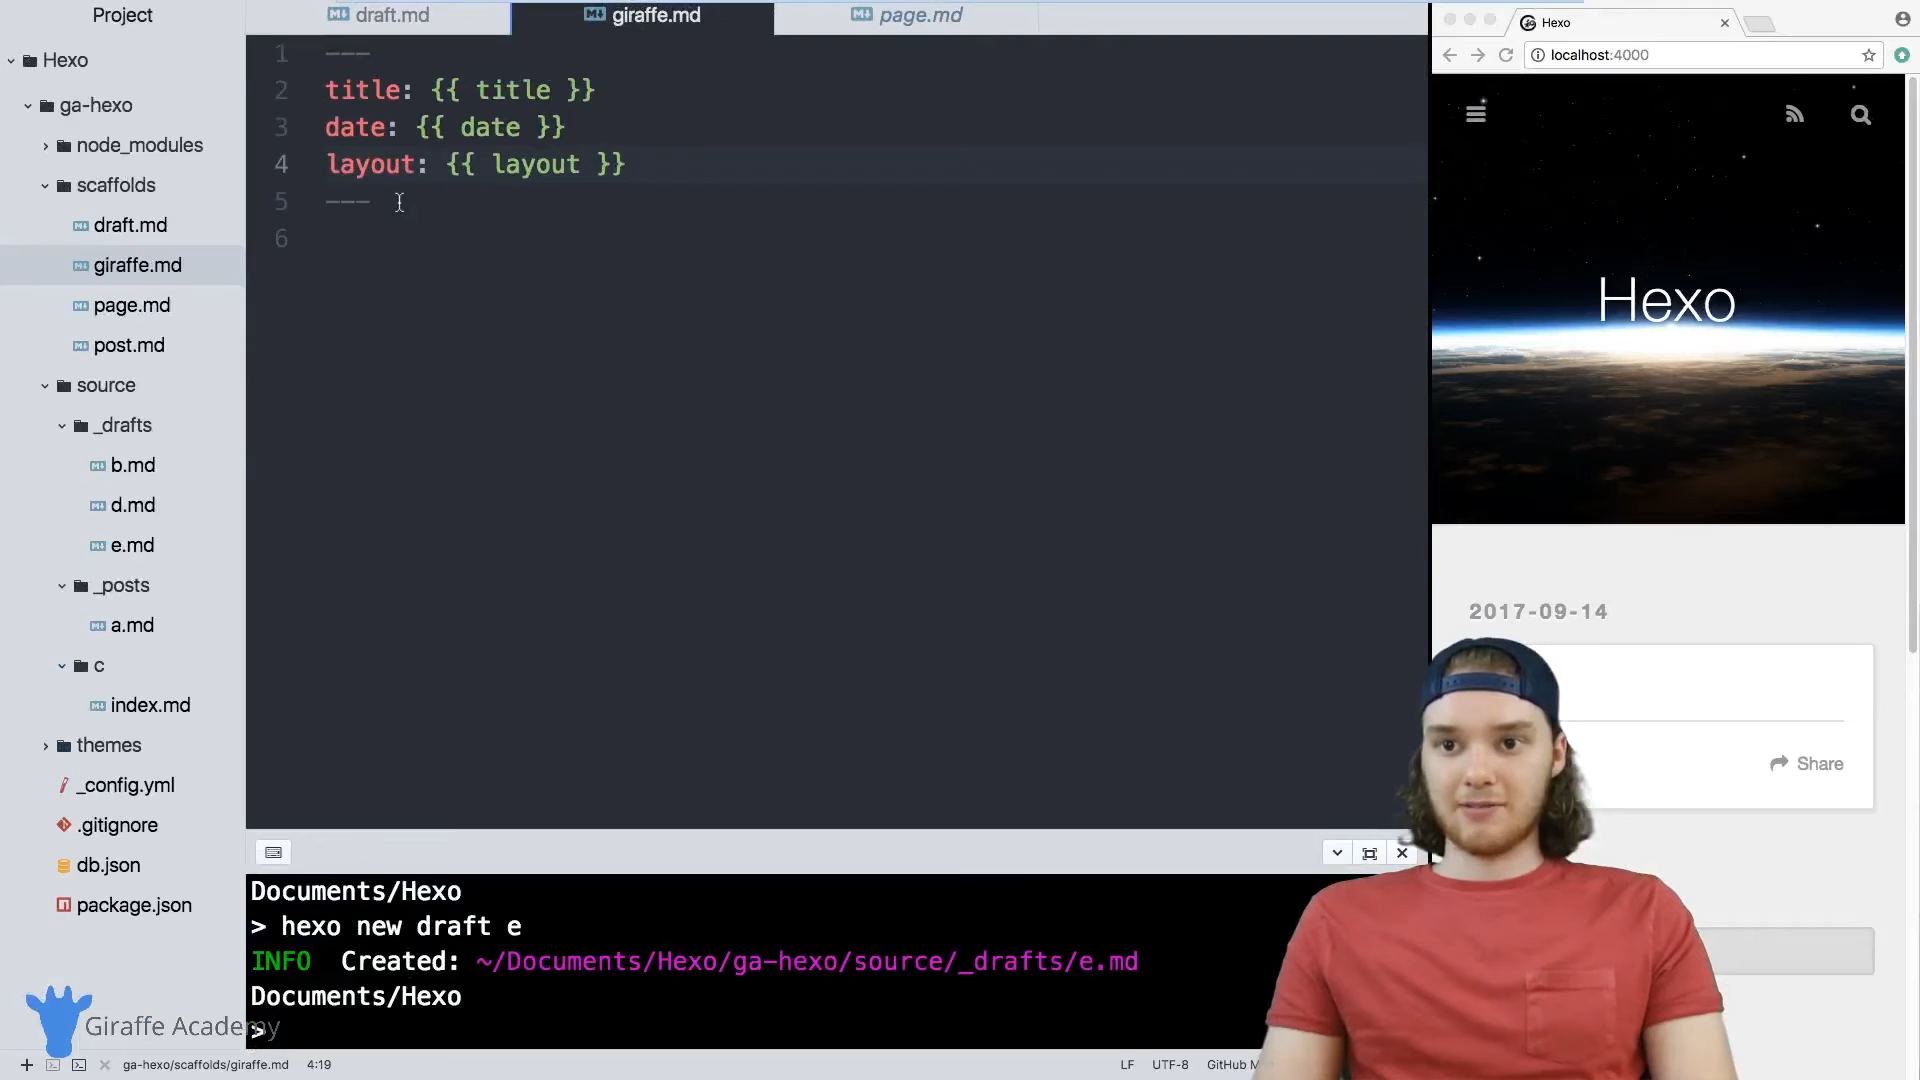 Project
Hexo
ga-hexo
node_modules
scaffolds
draft.md
giraffe.md
page.md
post.md
source
_drafts
b.md
d.md
e.md
_posts
a.md
c
index.md
themes
_config.yml
.gitignore
db.json
package.json
draft.md
giraffe.md
page.md
1 ---
2 title: {{ title }}
3 date: {{ date }}
4 layout: {{ layout }}
5 ---
6
Documents/Hexo
> hexo new draft e
INFO Created: ~/Documents/Hexo/ga-hexo/source/_drafts/e.md
Documents/Hexo
>
Giraffe Academy
ga-hexo/scaffolds/giraffe.md 4:19
LF UTF-8 GitHub
Hexo
localhost:4000
Hexo
2017-09-14
Share